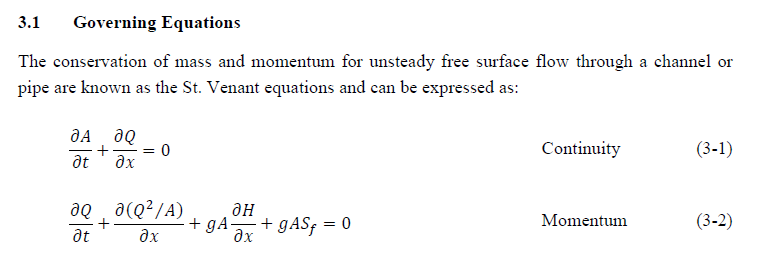 3.1 Governing Equations
The conservation of mass and momentum for unsteady free surface flow through a channel or
pipe are known as the St. Venant equations and can be expressed as:
∂A/∂t + ∂Q/∂x = 0 Continuity (3-1)
∂Q/∂t + ∂(Q²/A)/∂x + gA ∂H/∂x + gAS_f = 0 Momentum (3-2)